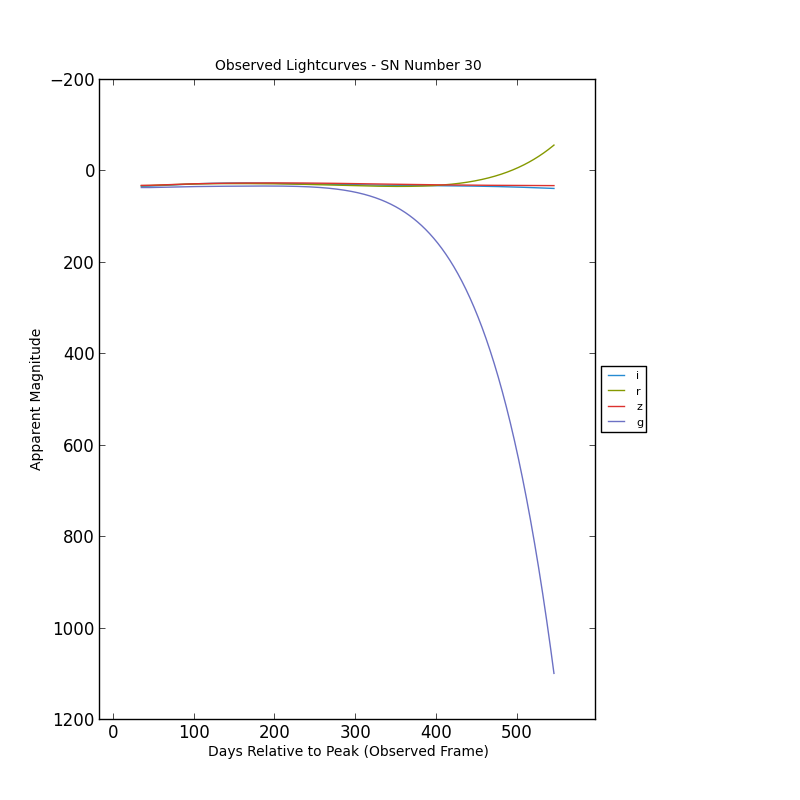 Observed Lightcurves - SN Number 30
−200
0
200
400
600
800
1000
1200
Apparent Magnitude
0 100 200 300 400 500
Days Relative to Peak (Observed Frame)
i
r
z
g